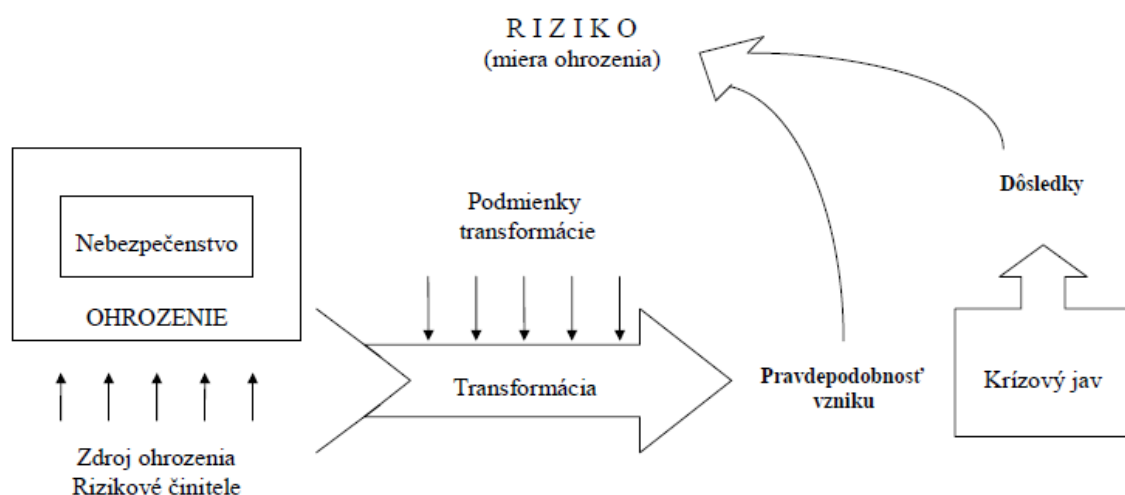 R I Z I K O
(miera ohrozenia)
Nebezpečenstvo
OHROZENIE
Zdroj ohrozenia
Rizikové činitele
Podmienky
transformácie
Transformácia
Pravdepodobnosť
vzniku
Dôsledky
Krízový jav